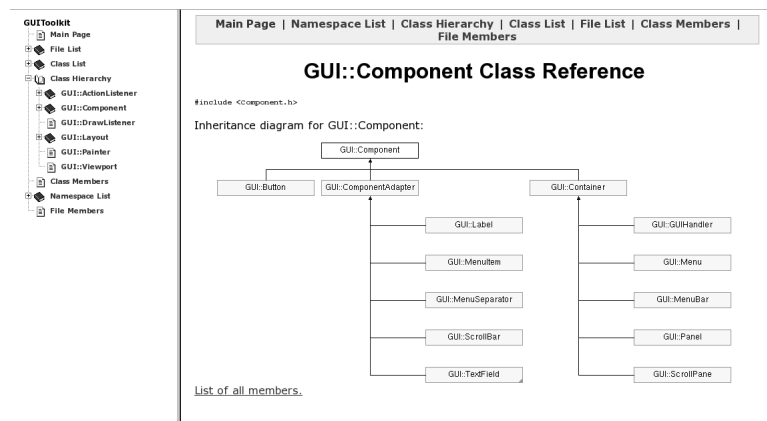 GUIToolkit
Main Page
File List
Class List
Class Hierarchy
GUI::ActionListener
GUI::Component
GUI::DrawListener
GUI::Layout
GUI::Painter
GUI::Viewport
Class Members
Namespace List
File Members
Main Page | Namespace List | Class Hierarchy | Class List | File List | Class Members |
File Members
GUI::Component Class Reference
#include <Component.h>
Inheritance diagram for GUI::Component:
GUI::Component
GUI::Button GUI::ComponentAdapter GUI::Container
GUI::Label GUI::GUIHandler
GUI::MenuItem GUI::Menu
GUI::MenuSeparator GUI::MenuBar
GUI::ScrollBar GUI::Panel
GUI::TextField GUI::ScrollPane
List of all members.